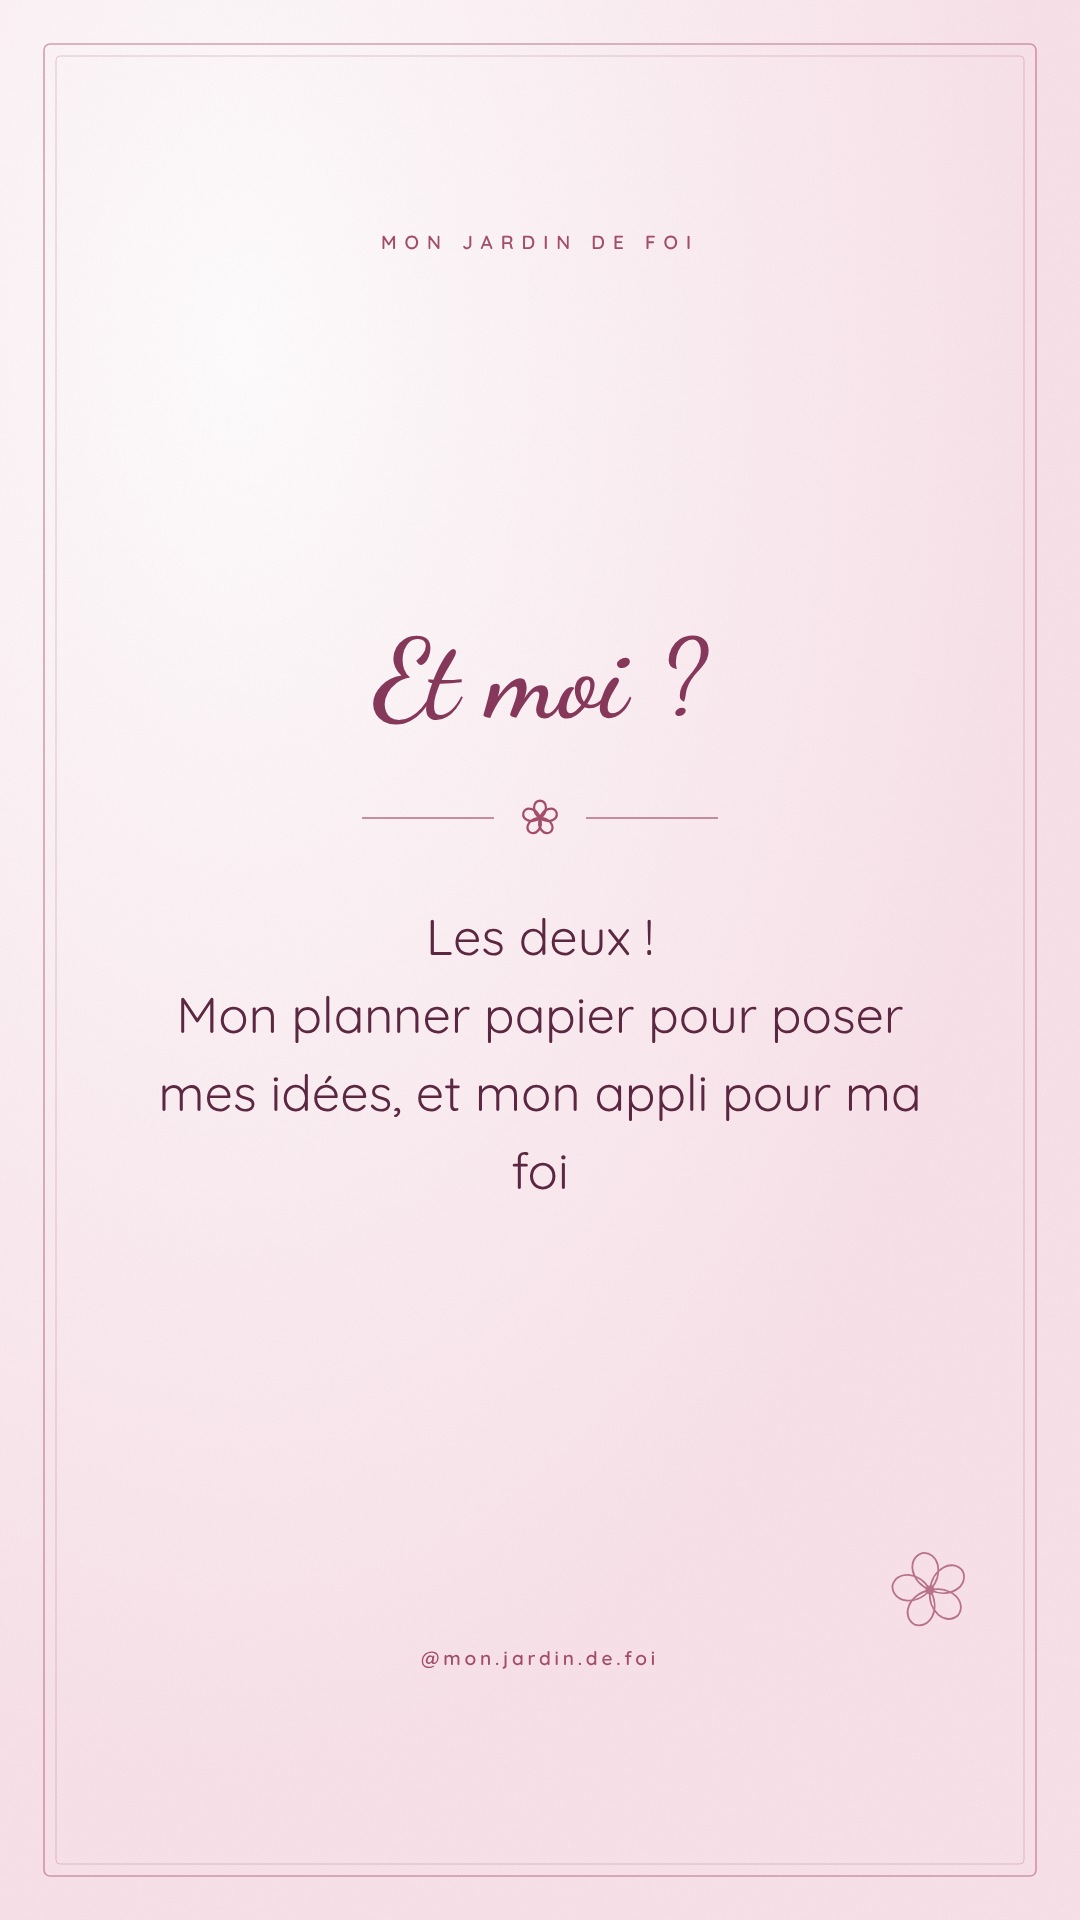 MON JARDIN DE FOI
Et moi ?
Les deux !
Mon planner papier pour poser
mes idées, et mon appli pour ma
foi
@mon.jardin.de.foi